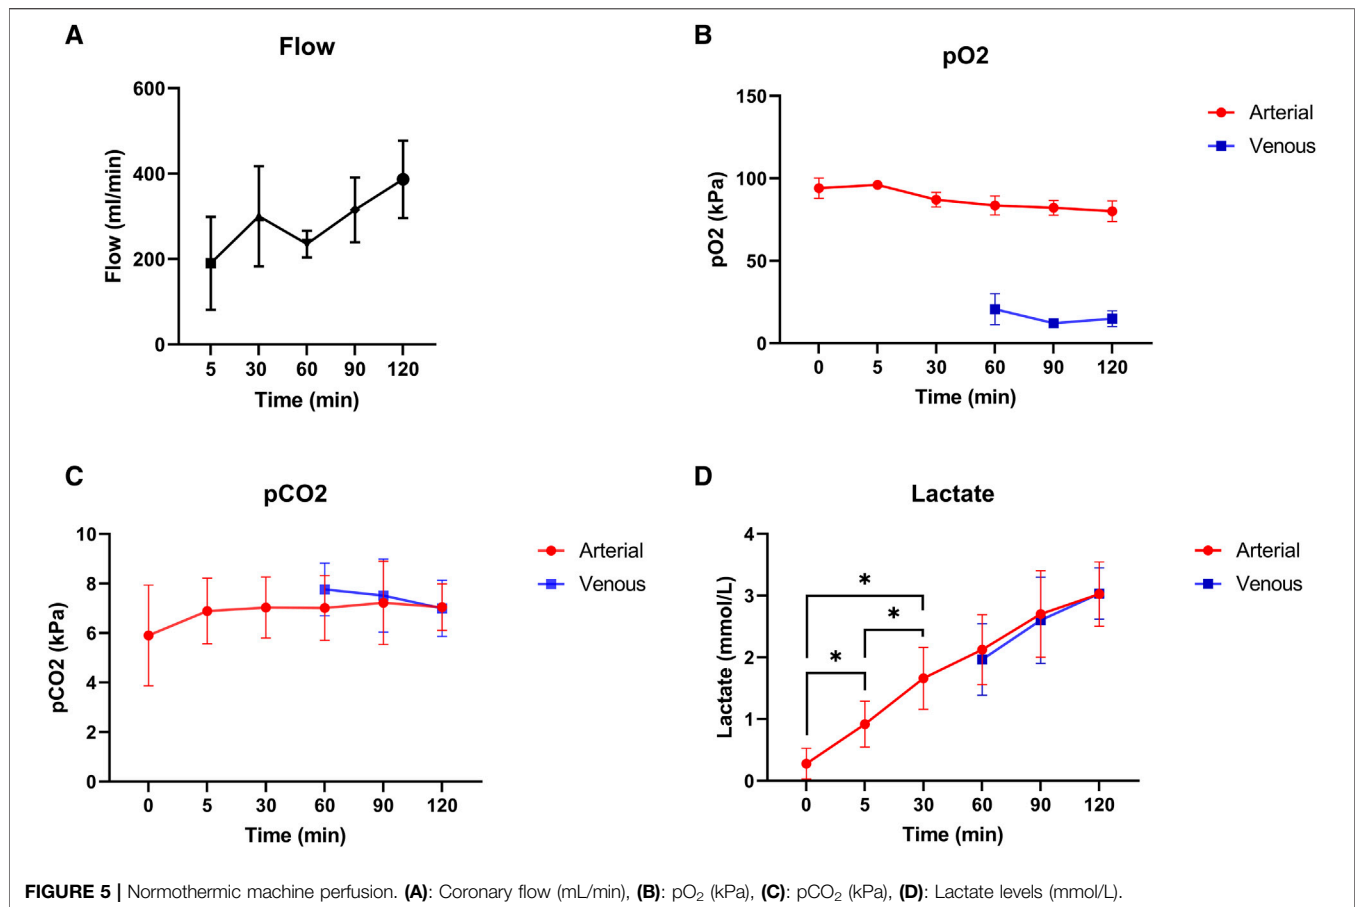 A
Flow
600
400
200
0
Flow (ml/min)
5 30 60 90 120
Time (min)
B
pO2
150
100
50
0
pO2 (kPa)
0 5 30 60 90 120
Time (min)
Arterial
Venous
C
pCO2
10
8
6
4
2
0
pCO2 (kPa)
0 5 30 60 90 120
Time (min)
Arterial
Venous
D
Lactate
4
3
2
1
0
Lactate (mmol/L)
*
*
*
0 5 30 60 90 120
Time (min)
Arterial
Venous
FIGURE 5 | Normothermic machine perfusion. (A): Coronary flow (mL/min), (B): pO₂ (kPa), (C): pCO₂ (kPa), (D): Lactate levels (mmol/L).